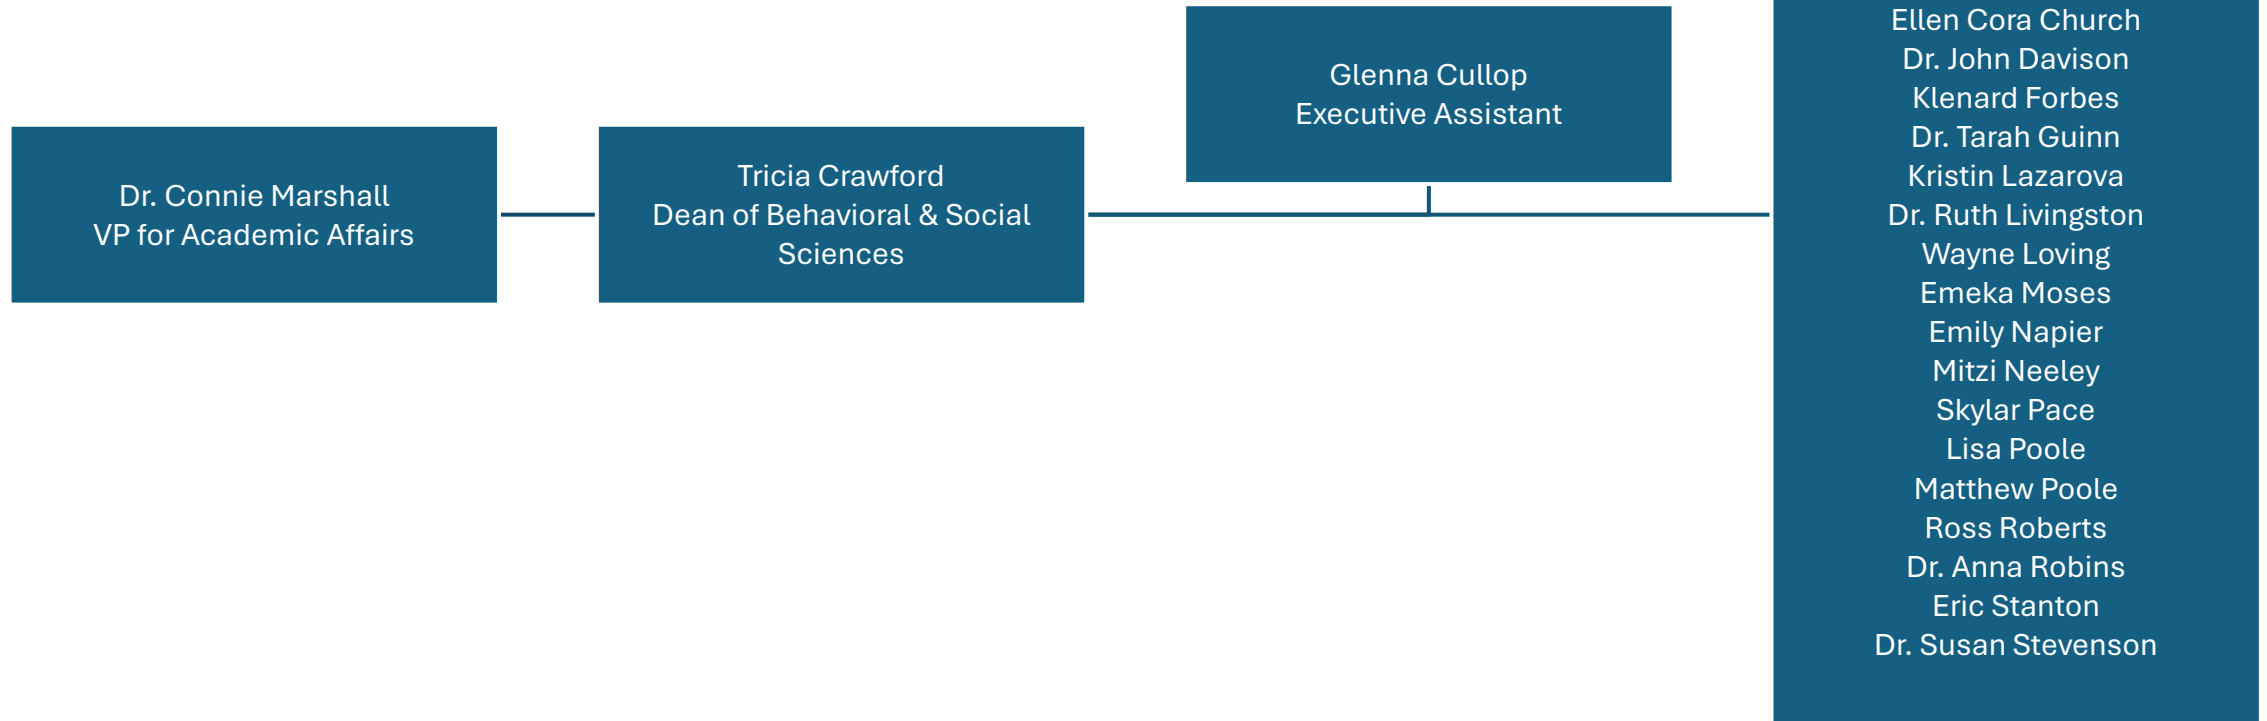 Dr. Connie Marshall
VP for Academic Affairs
Tricia Crawford
Dean of Behavioral & Social
Sciences
Glenna Cullop
Executive Assistant
Ellen Cora Church
Dr. John Davison
Klenard Forbes
Dr. Tarah Guinn
Kristin Lazarova
Dr. Ruth Livingston
Wayne Loving
Emeka Moses
Emily Napier
Mitzi Neeley
Skylar Pace
Lisa Poole
Matthew Poole
Ross Roberts
Dr. Anna Robins
Eric Stanton
Dr. Susan Stevenson